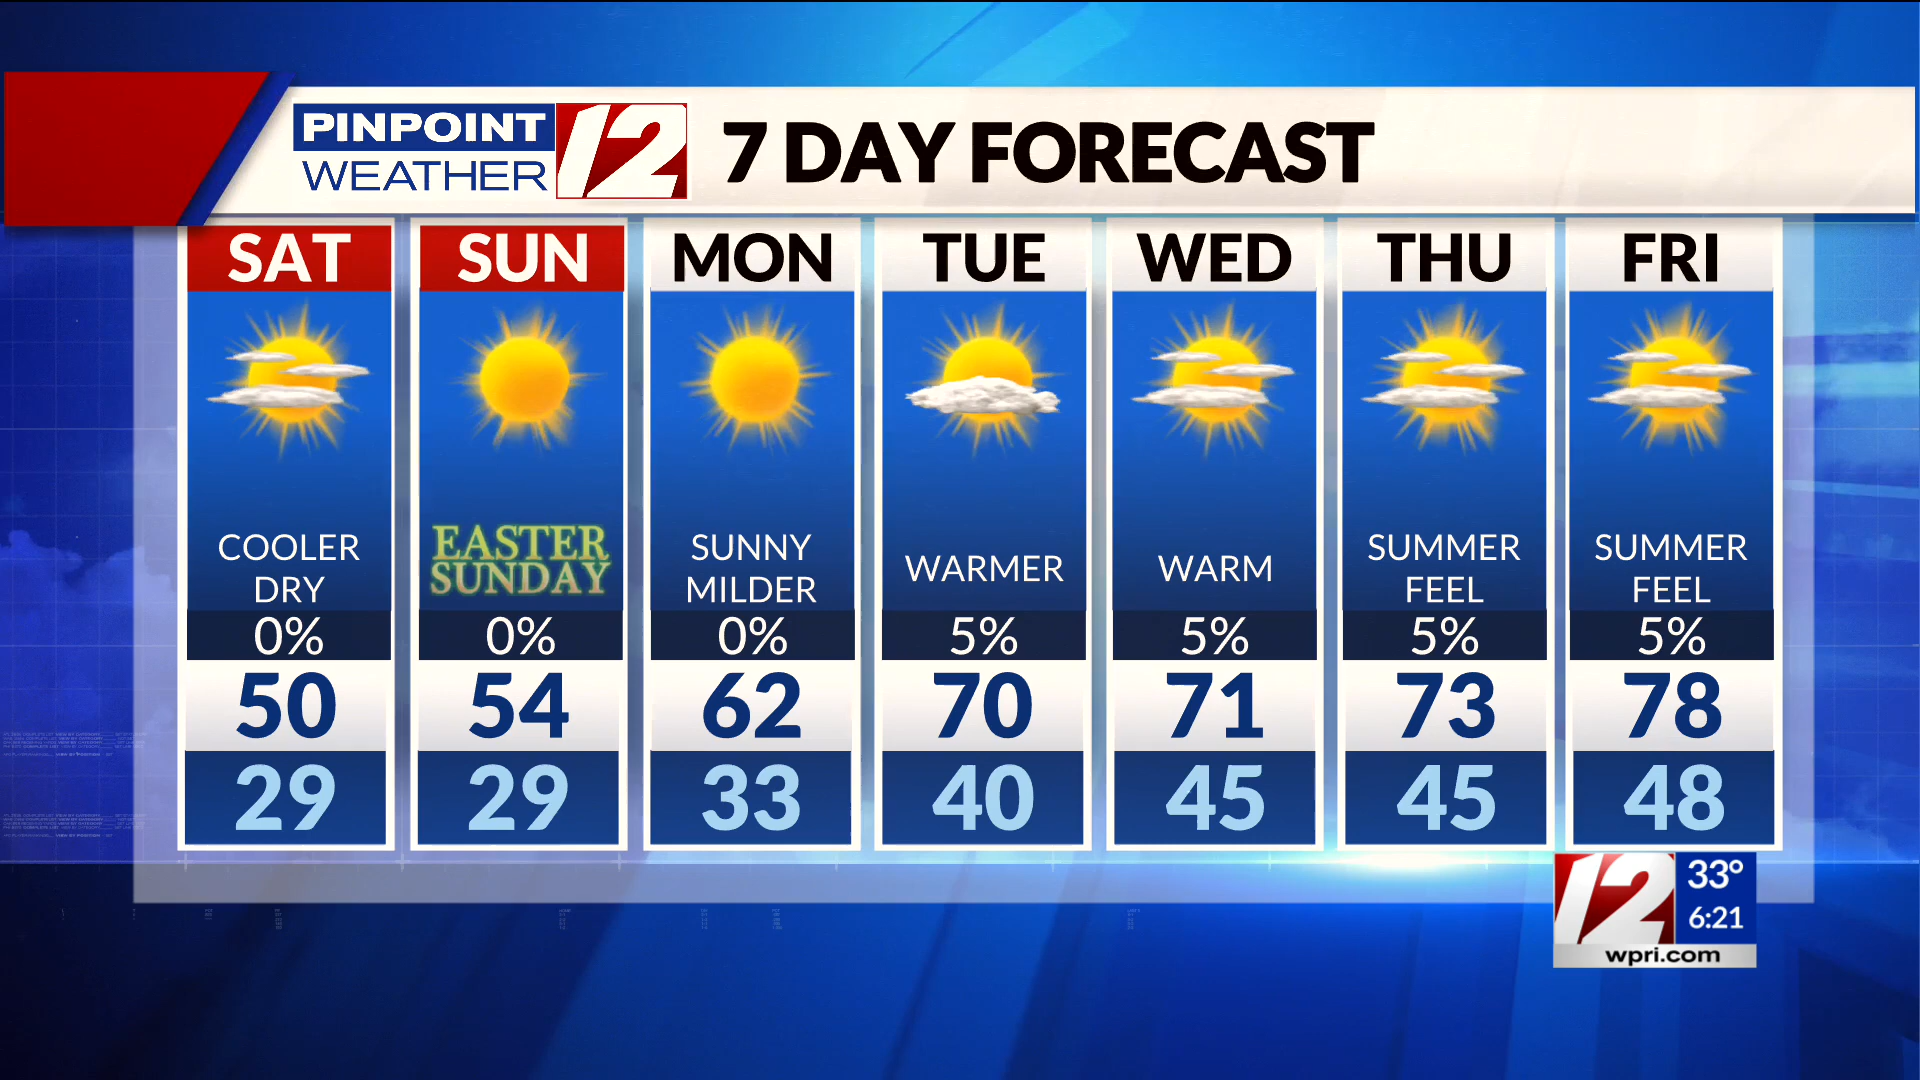 PINPOINT
WEATHER
12
7 DAY FORECAST
SAT SUN MON TUE WED THU FRI
COOLER
DRY
EASTER
SUNDAY
SUNNY
MILDER
WARMER
WARM
SUMMER
FEEL
SUMMER
FEEL
0% 0% 0% 5% 5% 5% 5%
50 54 62 70 71 73 78
29 29 33 40 45 45 48
12
33°
6:21
wpri.com